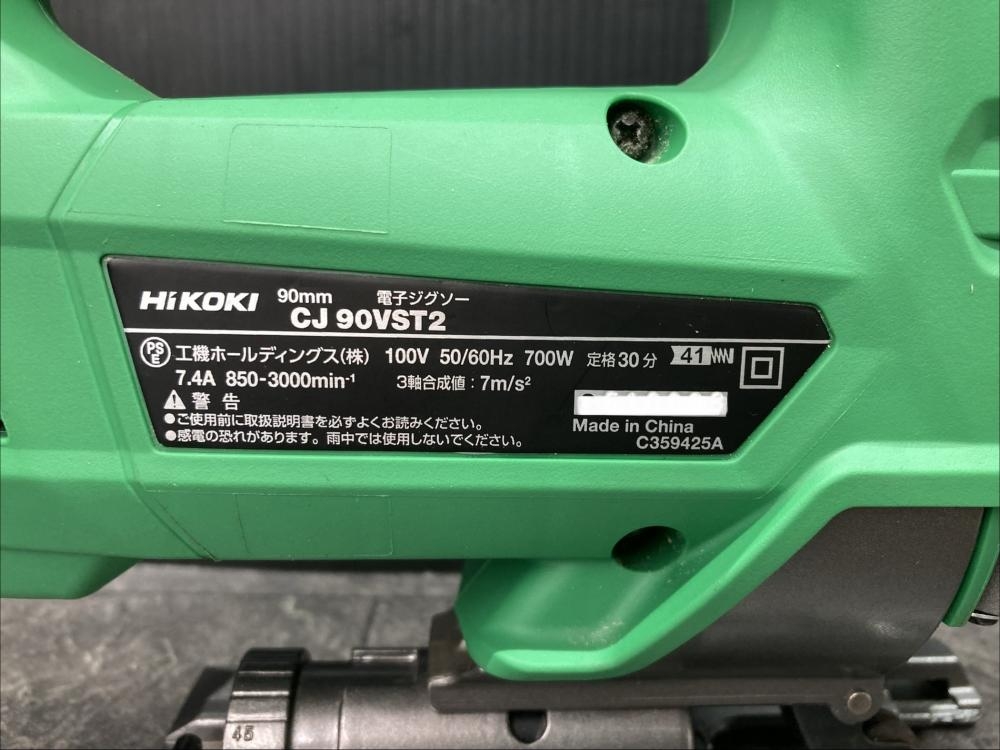 HiKOKI 90mm 電子ジグソー
CJ 90VST2
PSE 工機ホールディングス(株) 100V 50/60Hz 700W 定格30分 41
7.4A 850-3000min-1 3軸合成値:7m/s²
警告
●ご使用前に取扱説明書を必ずよくお読みください。
●感電の恐れがあります。雨中では使用しないでください。
Made in China
C359425A
45